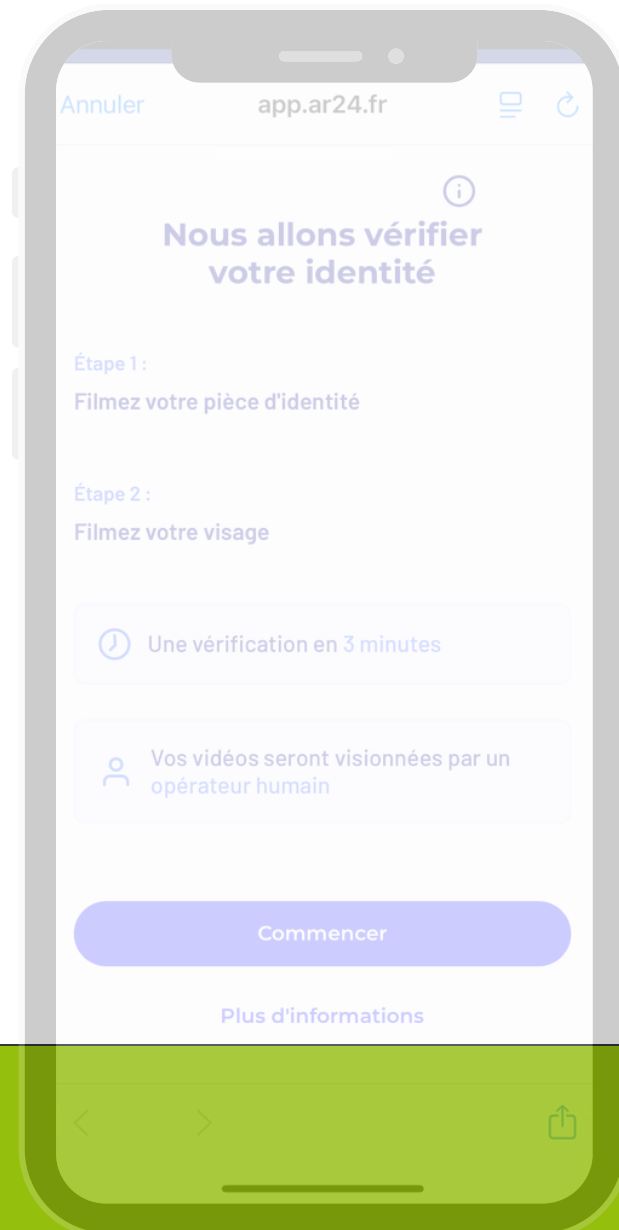 Annuler
app.ar24.fr
Nous allons vérifier
votre identité
Étape 1 :
Filmez votre pièce d'identité
Étape 2 :
Filmez votre visage
Une vérification en 3 minutes
Vos vidéos seront visionnées par un
opérateur humain
Commencer
Plus d'informations